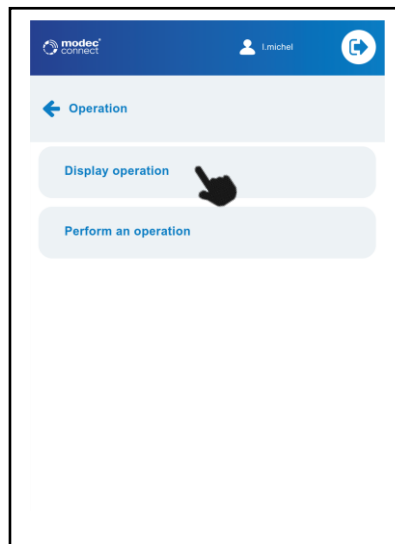 modec
connect
l.michel
Operation
Display operation
Perform an operation